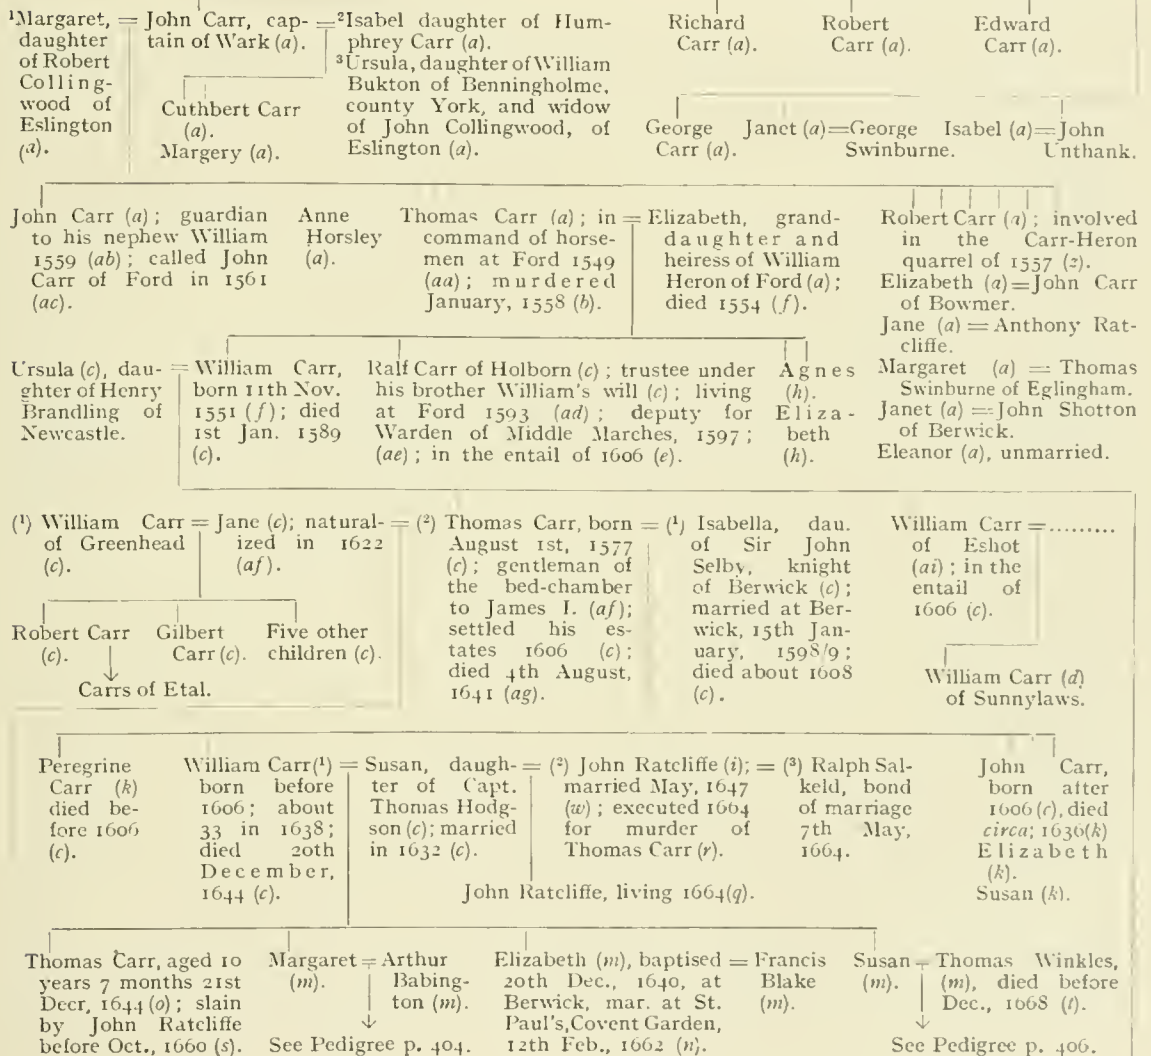 ¹Margaret,
daughter
of Robert
Colling-
wood of
Eslington
(a).
= John Carr, cap-
tain of Wark (a).
=²Isabel daughter of Hum-
phrey Carr (a).
³Ursula, daughter of William
Bukton of Benningholme,
county York, and widow
of John Collingwood, of
Eslington (a).
Richard
Carr (a).
Robert
Carr (a).
Edward
Carr (a).
Cuthbert Carr
(a).
Margery (a).
George
Carr (a).
Janet (a)=George
Swinburne.
Isabel (a)=John
Unthank.
John Carr (a); guardian
to his nephew William
1559 (ab); called John
Carr of Ford in 1561
(ac).
Anne
Horsley
(a).
Thomas Carr (a); in
command of horse-
men at Ford 1549
(aa); murdered
January, 1558 (b).
= Elizabeth, grand-
daughter and
heiress of William
Heron of Ford (a);
died 1554 (f).
Robert Carr (a); involved
in the Carr-Heron
quarrel of 1557 (z).
Elizabeth (a)=John Carr
of Bowmer.
Jane (a) = Anthony Rat-
cliffe.
Margaret (a) = Thomas
Swinburne of Eglingham.
Janet (a) = John Shotton
of Berwick.
Eleanor (a), unmarried.
Ursula (c), dau-
ghter of Henry
Brandling of
Newcastle.
= William Carr,
born 11th Nov.
1551 (f); died
1st Jan. 1589
(c).
Ralf Carr of Holborn (c); trustee under
his brother William's will (c); living
at Ford 1593 (ad); deputy for
Warden of Middle Marches, 1597;
(ae); in the entail of 1606 (e).
Agnes
(h).
Eliza-
beth
(h).
(¹) William Carr
of Greenhead
(c).
= Jane (c); natural-
ized in 1622
(af).
= (²) Thomas Carr, born
August 1st, 1577
(c); gentleman of
the bed-chamber
to James I. (af);
settled his es-
tates 1606 (c);
died 4th August,
1641 (ag).
= (¹) Isabella, dau.
of Sir John
Selby, knight
of Berwick (c);
married at Ber-
wick, 15th Jan-
uary, 1598/9;
died about 1608
(c).
William Carr =.........
of Eshot
(ai); in the
entail of
1606 (c).
Robert Carr
(c).
Gilbert
Carr (c).
Five other
children (c).
Carrs of Etal.
William Carr (d)
of Sunnylaws.
Peregrine
Carr (k)
died be-
fore 1606
(c).
William Carr(¹)
born before
1606; about
33 in 1638;
died 20th
December,
1644 (c).
= Susan, daugh-
ter of Capt.
Thomas Hodg-
son (c); married
in 1632 (c).
= (²) John Ratcliffe (i);
married May, 1647
(w); executed 1664
for murder of
Thomas Carr (r).
= (³) Ralph Sal-
keld, bond
of marriage
7th May,
1664.
John Carr,
born after
1606 (c), died
circa; 1636(k)
Elizabeth
(k).
Susan (k).
John Ratcliffe, living 1664(q).
Thomas Carr, aged 10
years 7 months 21st
Decr, 1644 (o); slain
by John Ratcliffe
before Oct., 1660 (s).
Margaret
(m).
= Arthur
Babing-
ton (m).
See Pedigree p. 404.
Elizabeth (m), baptised
20th Dec., 1640, at
Berwick, mar. at St.
Paul's, Covent Garden,
12th Feb., 1662 (n).
= Francis
Blake
(m).
Susan
(m).
= Thomas Winkles,
(m), died before
Dec., 1668 (t).
See Pedigree p. 406.